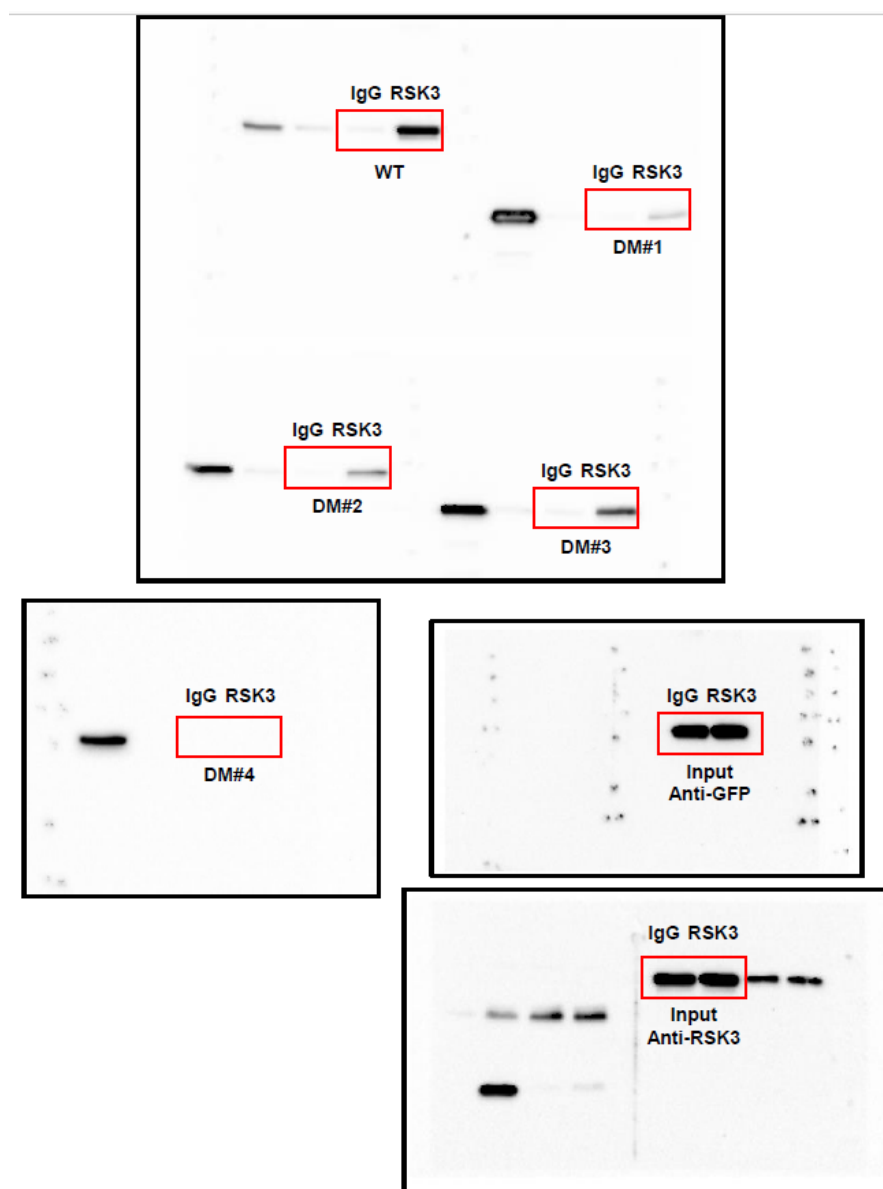 IgG RSK3
WT
IgG RSK3
DM#1
IgG RSK3
DM#2
IgG RSK3
DM#3
IgG RSK3
DM#4
IgG RSK3
Input
Anti-GFP
IgG RSK3
Input
Anti-RSK3